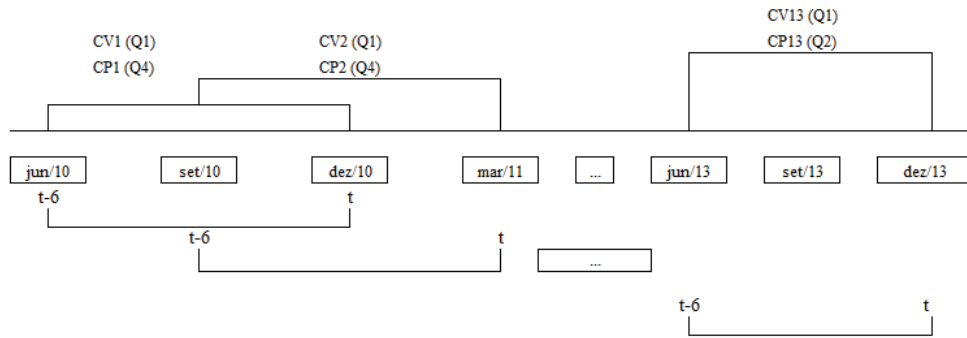 CV1 (Q1)
CP1 (Q4)
CV2 (Q1)
CP2 (Q4)
CV13 (Q1)
CP13 (Q2)
jun/10
set/10
dez/10
mar/11
...
jun/13
set/13
dez/13
t-6
t
t-6
t
...
t-6
t